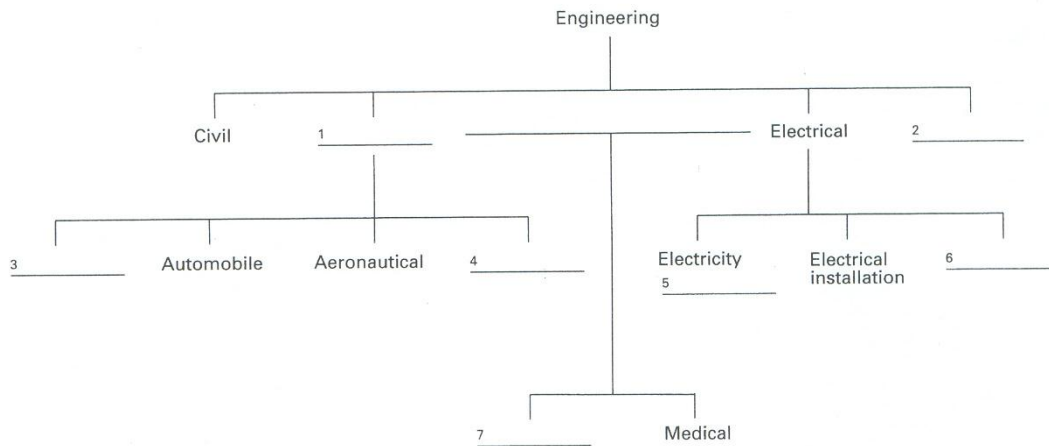 Engineering
Civil
1
Electrical
2
3
Automobile
Aeronautical
4
Electricity
5
Electrical
installation
6
7
Medical